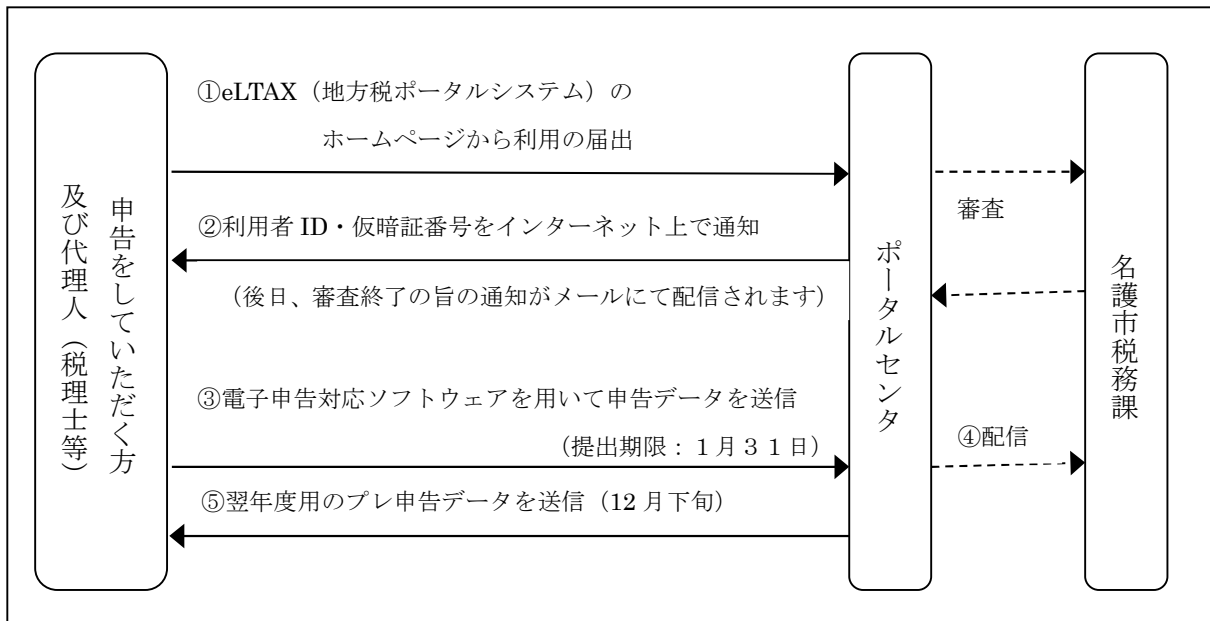 申告をしていただく方
及び代理人（税理士等）
①eLTAX（地方税ポータルシステム）の
ホームページから利用の届出
②利用者 ID・仮暗証番号をインターネット上で通知
（後日、審査終了の旨の通知がメールにて配信されます）
③電子申告対応ソフトウェアを用いて申告データを送信
（提出期限：１月３１日）
⑤翌年度用のプレ申告データを送信（12 月下旬）
ポータルセンタ
審査
④配信
名護市税務課